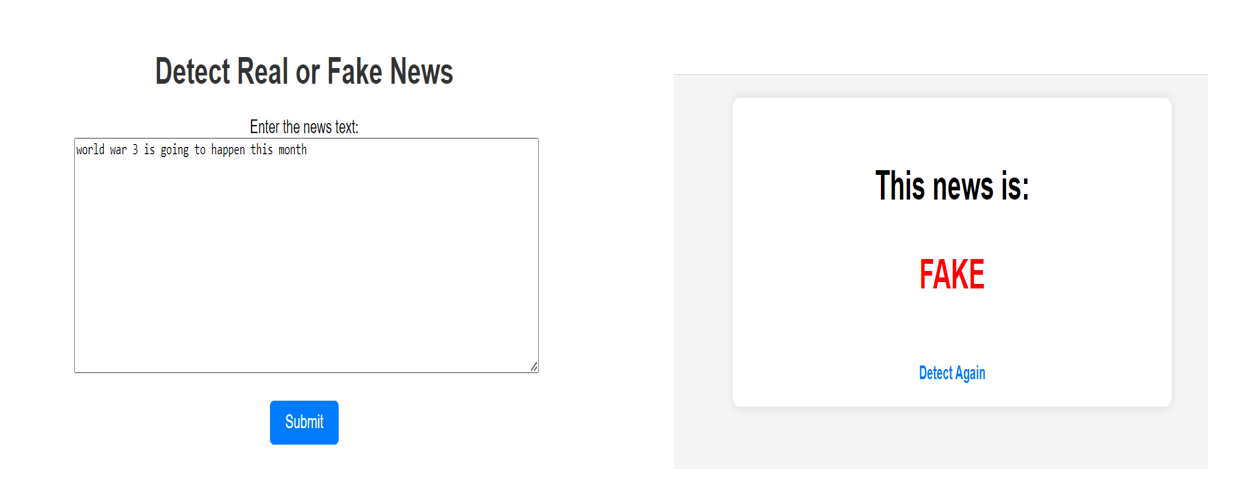 Detect Real or Fake News
Enter the news text:
world war 3 is going to happen this month
Submit
This news is:
FAKE
Detect Again